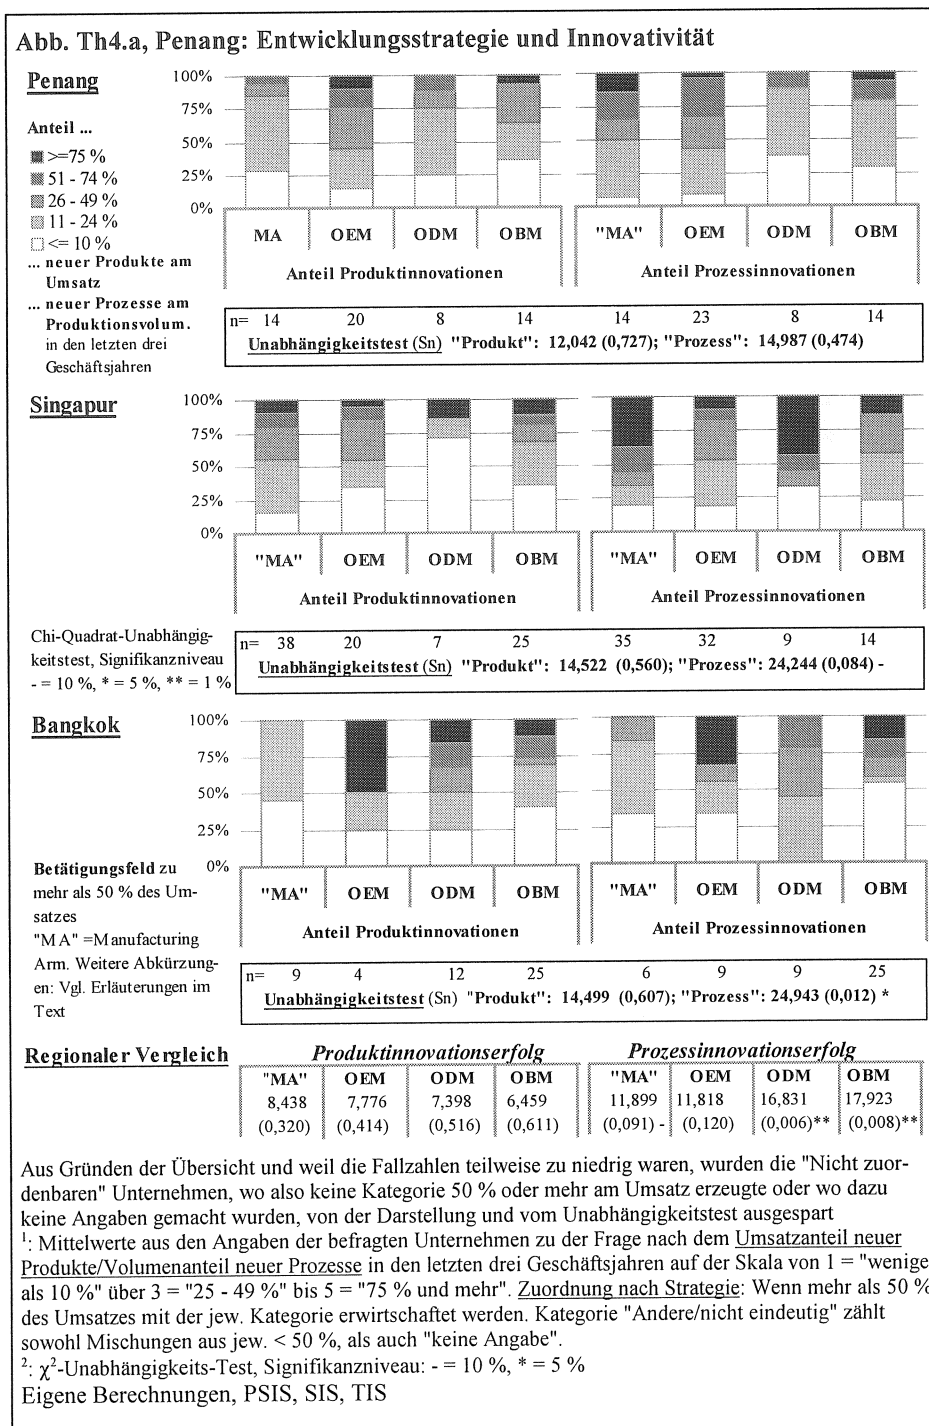 Abb. Th4.a, Penang: Entwicklungsstrategie und Innovativität
Penang
Anteil ...
>=75 %
51 - 74 %
26 - 49 %
11 - 24 %
<= 10 %
... neuer Produkte am
Umsatz
... neuer Prozesse am
Produktionsvolum.
in den letzten drei
Geschäftsjahren
100%
75%
50%
25%
0%
MA OEM ODM OBM "MA" OEM ODM OBM
Anteil Produktinnovationen Anteil Prozessinnovationen
n= 14 20 8 14 14 23 8 14
Unabhängigkeitstest (Sn) "Produkt": 12,042 (0,727); "Prozess": 14,987 (0,474)
Singapur
100%
75%
50%
25%
0%
"MA" OEM ODM OBM "MA" OEM ODM OBM
Anteil Produktinnovationen Anteil Prozessinnovationen
Chi-Quadrat-Unabhängig-
keitstest, Signifikanzniveau
- = 10 %, * = 5 %, ** = 1 %
n= 38 20 7 25 35 32 9 14
Unabhängigkeitstest (Sn) "Produkt": 14,522 (0,560); "Prozess": 24,244 (0,084) -
Bangkok
100%
75%
50%
25%
0%
"MA" OEM ODM OBM "MA" OEM ODM OBM
Anteil Produktinnovationen Anteil Prozessinnovationen
Betätigungsfeld zu
mehr als 50 % des Um-
satzes
"MA" =Manufacturing
Arm. Weitere Abkürzung-
en: Vgl. Erläuterungen im
Text
n= 9 4 12 25 6 9 9 25
Unabhängigkeitstest (Sn) "Produkt": 14,499 (0,607); "Prozess": 24,943 (0,012) *
Regionaler Vergleich
Produktinnovationserfolg Prozessinnovationserfolg
"MA" OEM ODM OBM "MA" OEM ODM OBM
8,438 7,776 7,398 6,459 11,899 11,818 16,831 17,923
(0,320) (0,414) (0,516) (0,611) (0,091) - (0,120) (0,006)** (0,008)**
Aus Gründen der Übersicht und weil die Fallzahlen teilweise zu niedrig waren, wurden die "Nicht zuor-
denbaren" Unternehmen, wo also keine Kategorie 50 % oder mehr am Umsatz erzeugte oder wo dazu
keine Angaben gemacht wurden, von der Darstellung und vom Unabhängigkeitstest ausgespart
¹: Mittelwerte aus den Angaben der befragten Unternehmen zu der Frage nach dem Umsatzanteil neuer
Produkte/Volumenanteil neuer Prozesse in den letzten drei Geschäftsjahren auf der Skala von 1 = "wenige
als 10 %" über 3 = "25 - 49 %" bis 5 = "75 % und mehr". Zuordnung nach Strategie: Wenn mehr als 50 %
des Umsatzes mit der jew. Kategorie erwirtschaftet werden. Kategorie "Andere/nicht eindeutig" zählt
sowohl Mischungen aus jew. < 50 %, als auch "keine Angabe".
²: χ²-Unabhängigkeits-Test, Signifikanzniveau: - = 10 %, * = 5 %
Eigene Berechnungen, PSIS, SIS, TIS